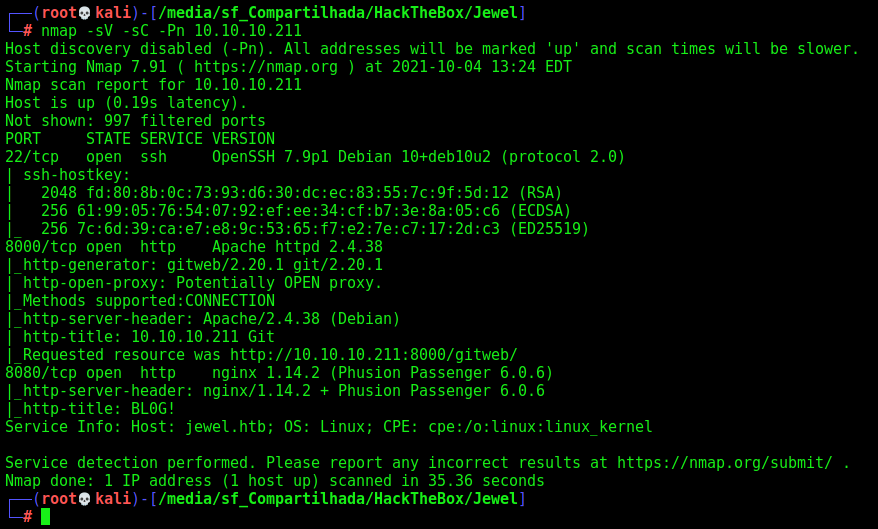 ┌──(root💀kali)-[/media/sf_Compartilhada/HackTheBox/Jewel]
└─# nmap -sV -sC -Pn 10.10.10.211
Host discovery disabled (-Pn). All addresses will be marked 'up' and scan times will be slower.
Starting Nmap 7.91 ( https://nmap.org ) at 2021-10-04 13:24 EDT
Nmap scan report for 10.10.10.211
Host is up (0.19s latency).
Not shown: 997 filtered ports
PORT     STATE SERVICE VERSION
22/tcp   open  ssh     OpenSSH 7.9p1 Debian 10+deb10u2 (protocol 2.0)
| ssh-hostkey:
|   2048 fd:80:8b:0c:73:93:d6:30:dc:ec:83:55:7c:9f:5d:12 (RSA)
|   256 61:99:05:76:54:07:92:ef:ee:34:cf:b7:3e:8a:05:c6 (ECDSA)
|_  256 7c:6d:39:ca:e7:e8:9c:53:65:f7:e2:7e:c7:17:2d:c3 (ED25519)
8000/tcp open  http    Apache httpd 2.4.38
|_http-generator: gitweb/2.20.1 git/2.20.1
| http-open-proxy: Potentially OPEN proxy.
|_Methods supported:CONNECTION
|_http-server-header: Apache/2.4.38 (Debian)
| http-title: 10.10.10.211 Git
|_Requested resource was http://10.10.10.211:8000/gitweb/
8080/tcp open  http    nginx 1.14.2 (Phusion Passenger 6.0.6)
|_http-server-header: nginx/1.14.2 + Phusion Passenger 6.0.6
|_http-title: BL0G!
Service Info: Host: jewel.htb; OS: Linux; CPE: cpe:/o:linux:linux_kernel

Service detection performed. Please report any incorrect results at https://nmap.org/submit/ .
Nmap done: 1 IP address (1 host up) scanned in 35.36 seconds
┌──(root💀kali)-[/media/sf_Compartilhada/HackTheBox/Jewel]
└─#